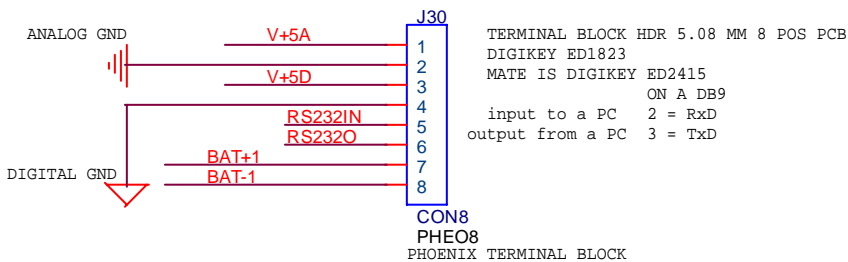 J30
ANALOG GND
V+5A
1
TERMINAL BLOCK HDR 5.08 MM 8 POS PCB
2
DIGIKEY ED1823
V+5D
3
MATE IS DIGIKEY ED2415
4
ON A DB9
RS232IN
5
input to a PC 2 = RxD
RS232O
6
output from a PC 3 = TxD
BAT+1
7
DIGITAL GND
BAT-1
8
CON8
PHEO8
PHOENIX TERMINAL BLOCK